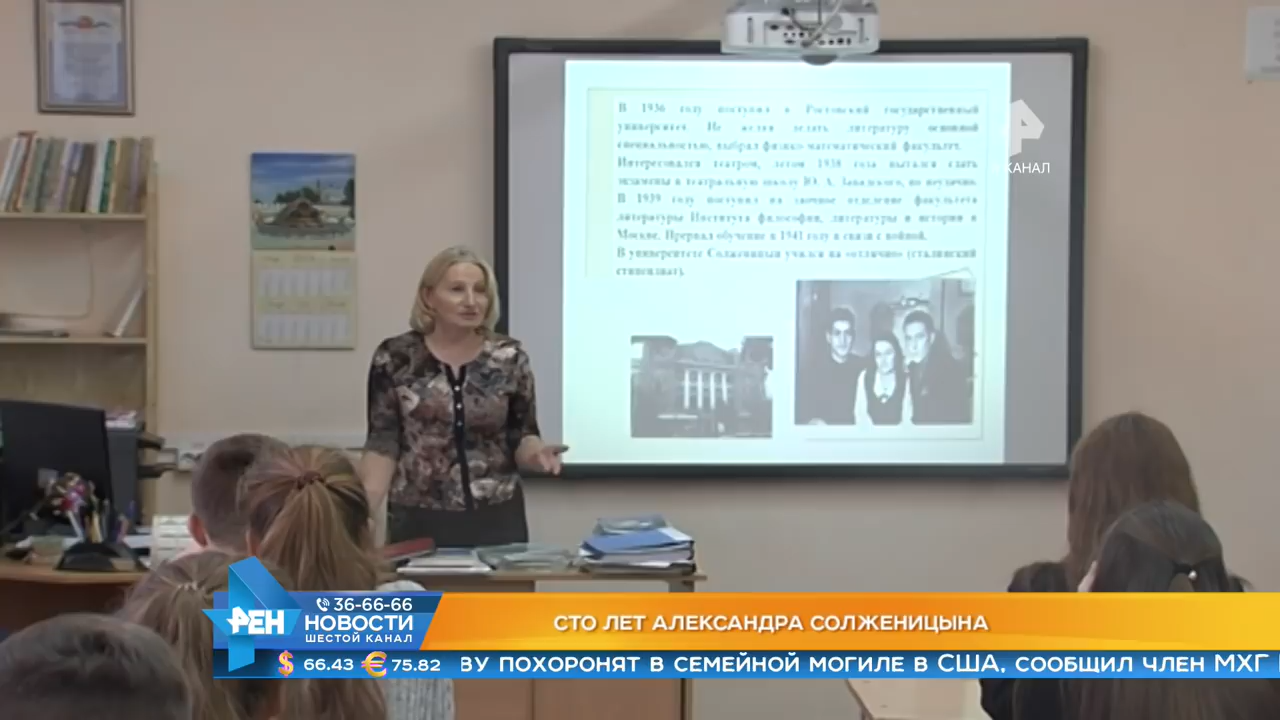 В 1936 году поступил в Ростовский государственный
университет. Не желая делать литературу основной
специальностью, выбрал физико-математический факультет.
Интересовался театром, летом 1938 года пытался сдать
экзамены в театральную школу Ю. А. Завадского, но неудачно.
В 1939 году поступил на заочное отделение факультета
литературы Института философии, литературы и истории в
Москве. Прервал обучение в 1941 году в связи с войной.
В университете Солженицын учился на «отлично» (сталинский
стипендиат).
КАНАЛ
РЕН
36-66-66
НОВОСТИ
ШЕСТОЙ КАНАЛ
СТО ЛЕТ АЛЕКСАНДРА СОЛЖЕНИЦЫНА
$ 66.43 € 75.82 ВУ ПОХОРОНЯТ В СЕМЕЙНОЙ МОГИЛЕ В США, СООБЩИЛ ЧЛЕН МХГ